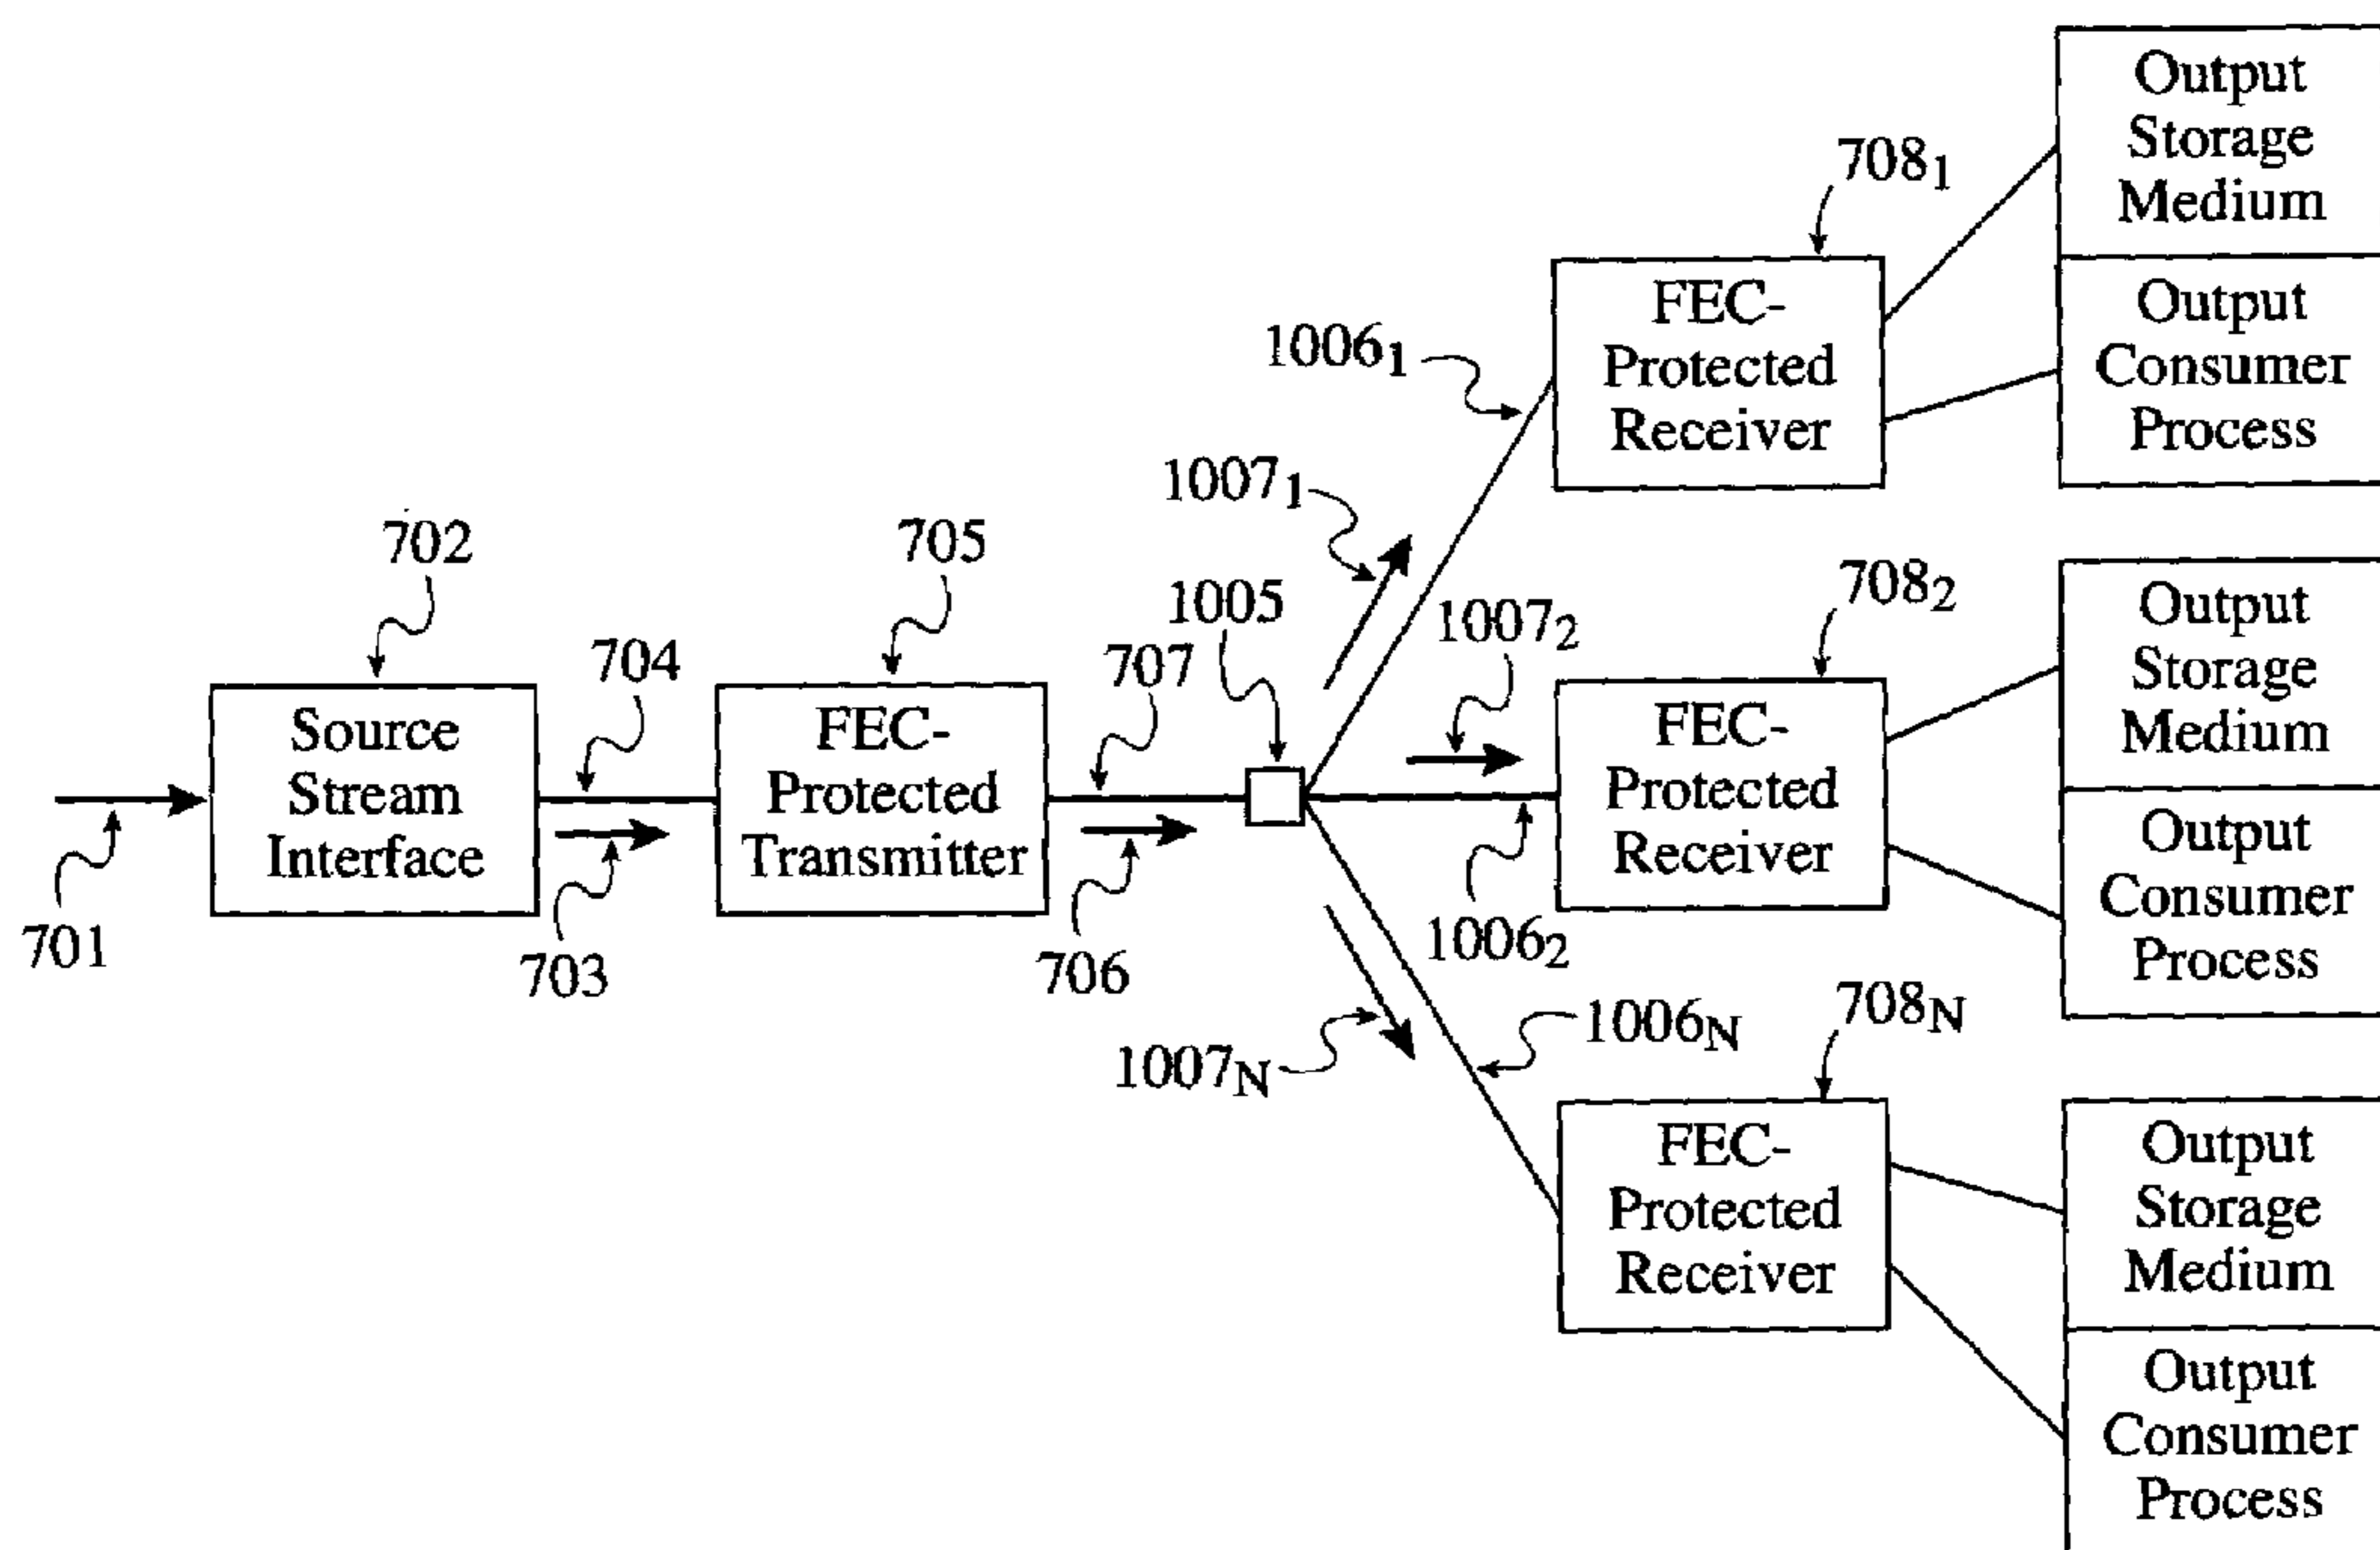 Output
Storage
Medium
708₁
Output
Consumer
Process
FEC-
Protected
Receiver
1006₁
1007₁
702
705
1005
1007₂
708₂
Output
Storage
Medium
704
707
Source
Stream
Interface
FEC-
Protected
Transmitter
FEC-
Protected
Receiver
Output
Consumer
Process
701
703
706
1006₂
1007N
1006N
708N
FEC-
Protected
Receiver
Output
Storage
Medium
Output
Consumer
Process